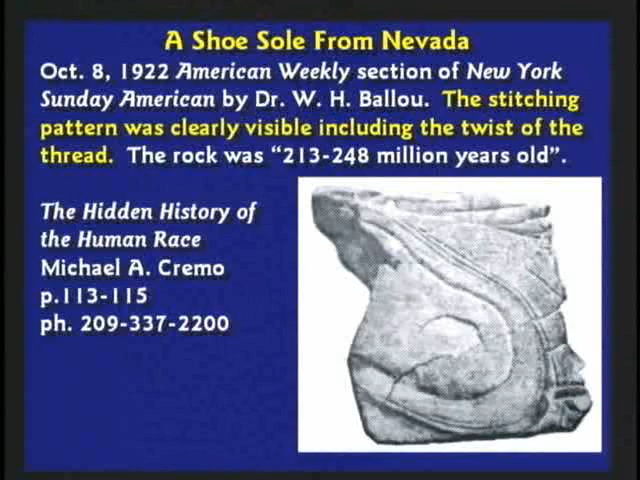 A Shoe Sole From Nevada
Oct. 8, 1922 American Weekly section of New York
Sunday American by Dr. W. H. Ballou. The stitching
pattern was clearly visible including the twist of the
thread. The rock was “213-248 million years old”.
The Hidden History of
the Human Race
Michael A. Cremo
p.113-115
ph. 209-337-2200